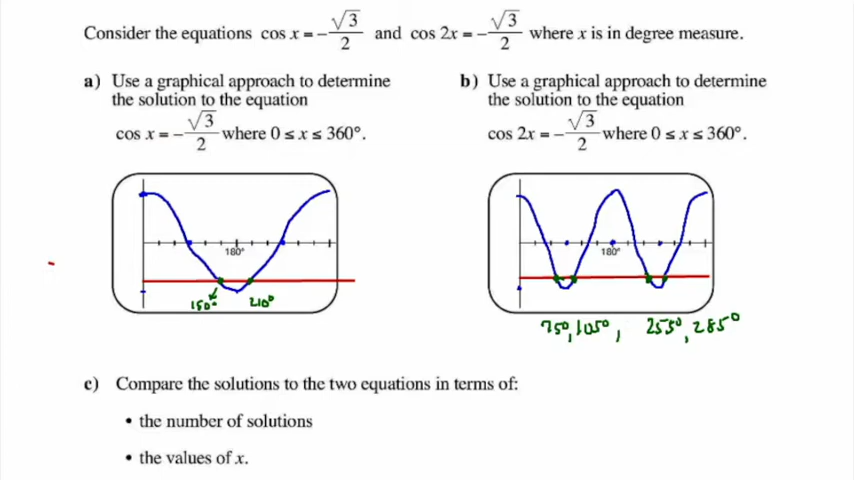 Consider the equations cos x = −√3/2 and cos 2x = −√3/2 where x is in degree measure.
a) Use a graphical approach to determine
the solution to the equation
cos x = −√3/2 where 0 ≤ x ≤ 360°.
180°
150°
210°
b) Use a graphical approach to determine
the solution to the equation
cos 2x = −√3/2 where 0 ≤ x ≤ 360°.
180°
75°, 105°, 255°, 285°
c) Compare the solutions to the two equations in terms of:
• the number of solutions
• the values of x.